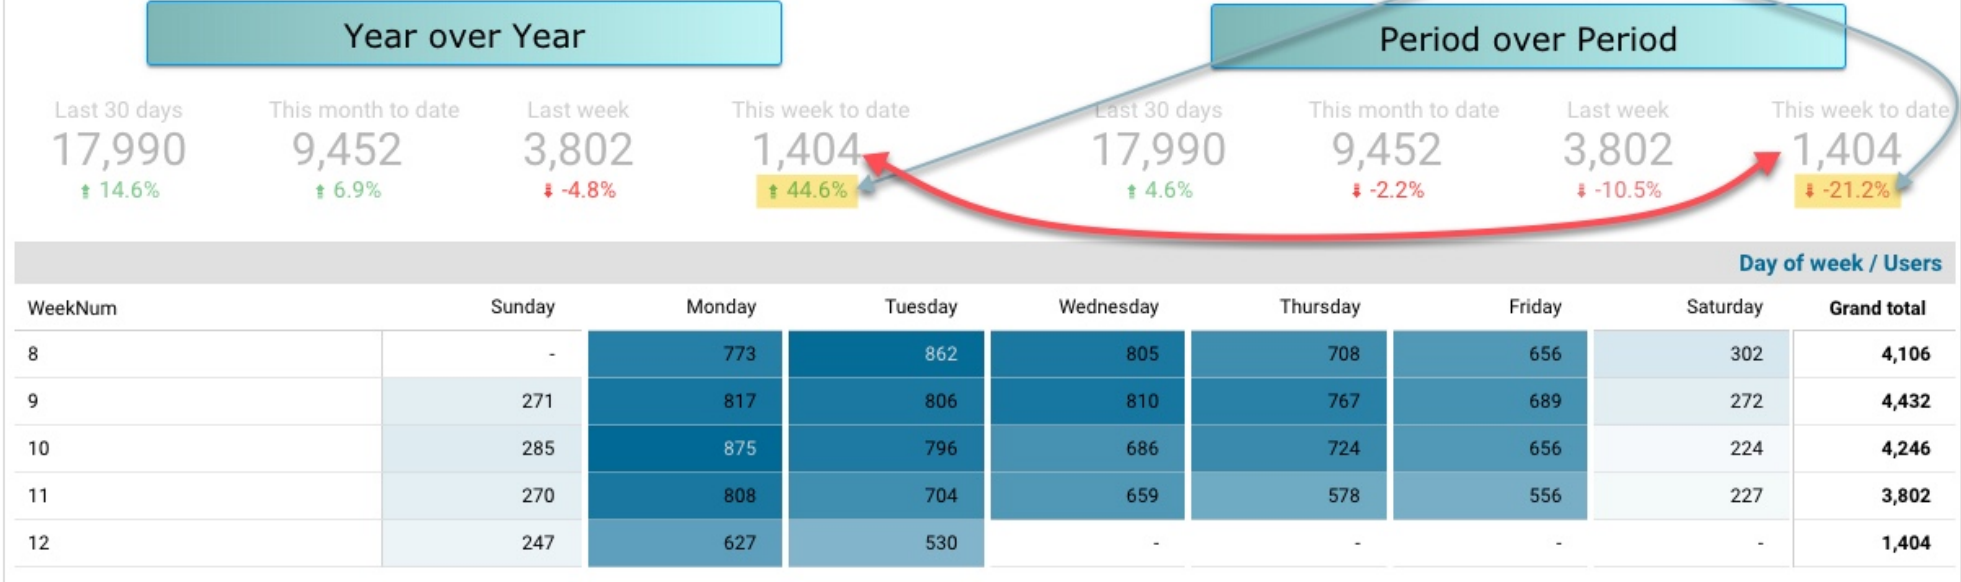 Year over Year
Period over Period
Last 30 days This month to date Last week This week to date Last 30 days This month to date Last week This week to date
17,990 9,452 3,802 1,404 17,990 9,452 3,802 1,404
14.6% 6.9% -4.8% 44.6% 4.6% -2.2% -10.5% -21.2%
Day of week / Users
WeekNum Sunday Monday Tuesday Wednesday Thursday Friday Saturday Grand total
8 - 773 862 805 708 656 302 4,106
9 271 817 806 810 767 689 272 4,432
10 285 875 796 686 724 656 224 4,246
11 270 808 704 659 578 556 227 3,802
12 247 627 530 - - - - 1,404